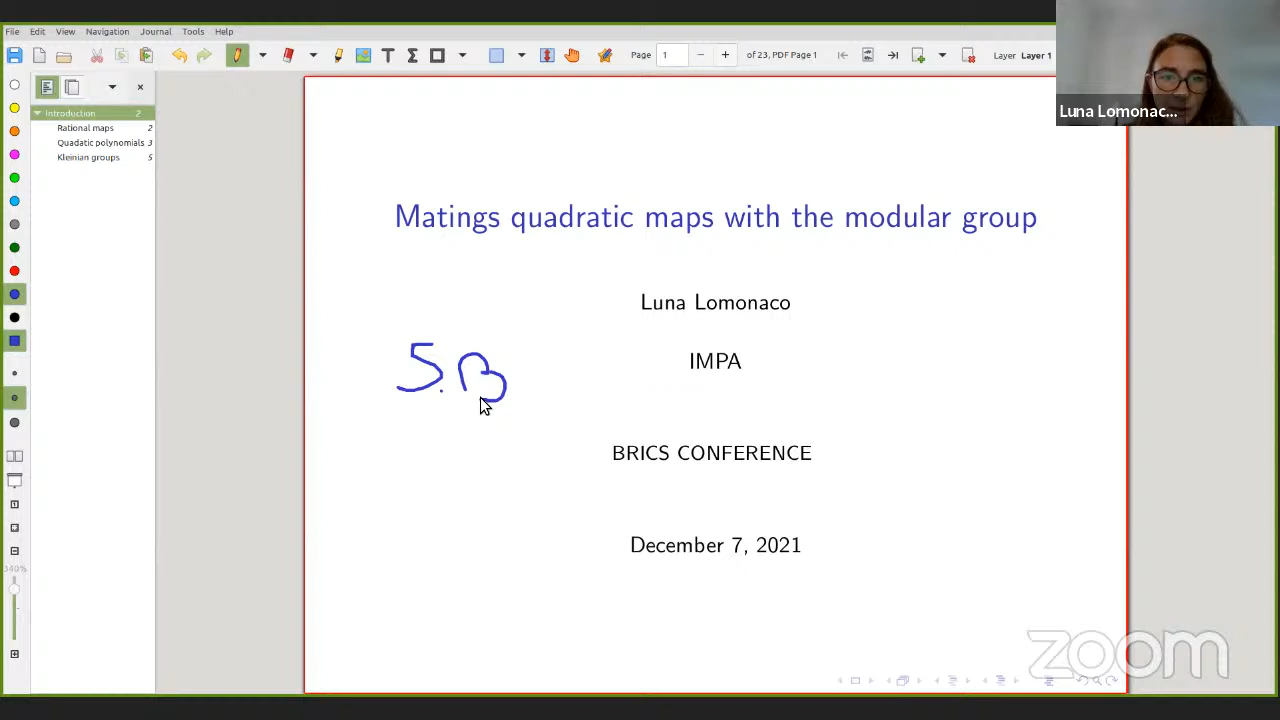 File Edit View Navigation Journal Tools Help
Page 1 of 23, PDF Page 1 Layer Layer 1
Introduction 2
Rational maps 2
Quadatic polynomials 3
Kleinian groups 5
Luna Lomonac...
Matings quadratic maps with the modular group
Luna Lomonaco
S.B
IMPA
BRICS CONFERENCE
December 7, 2021
340%
zoom